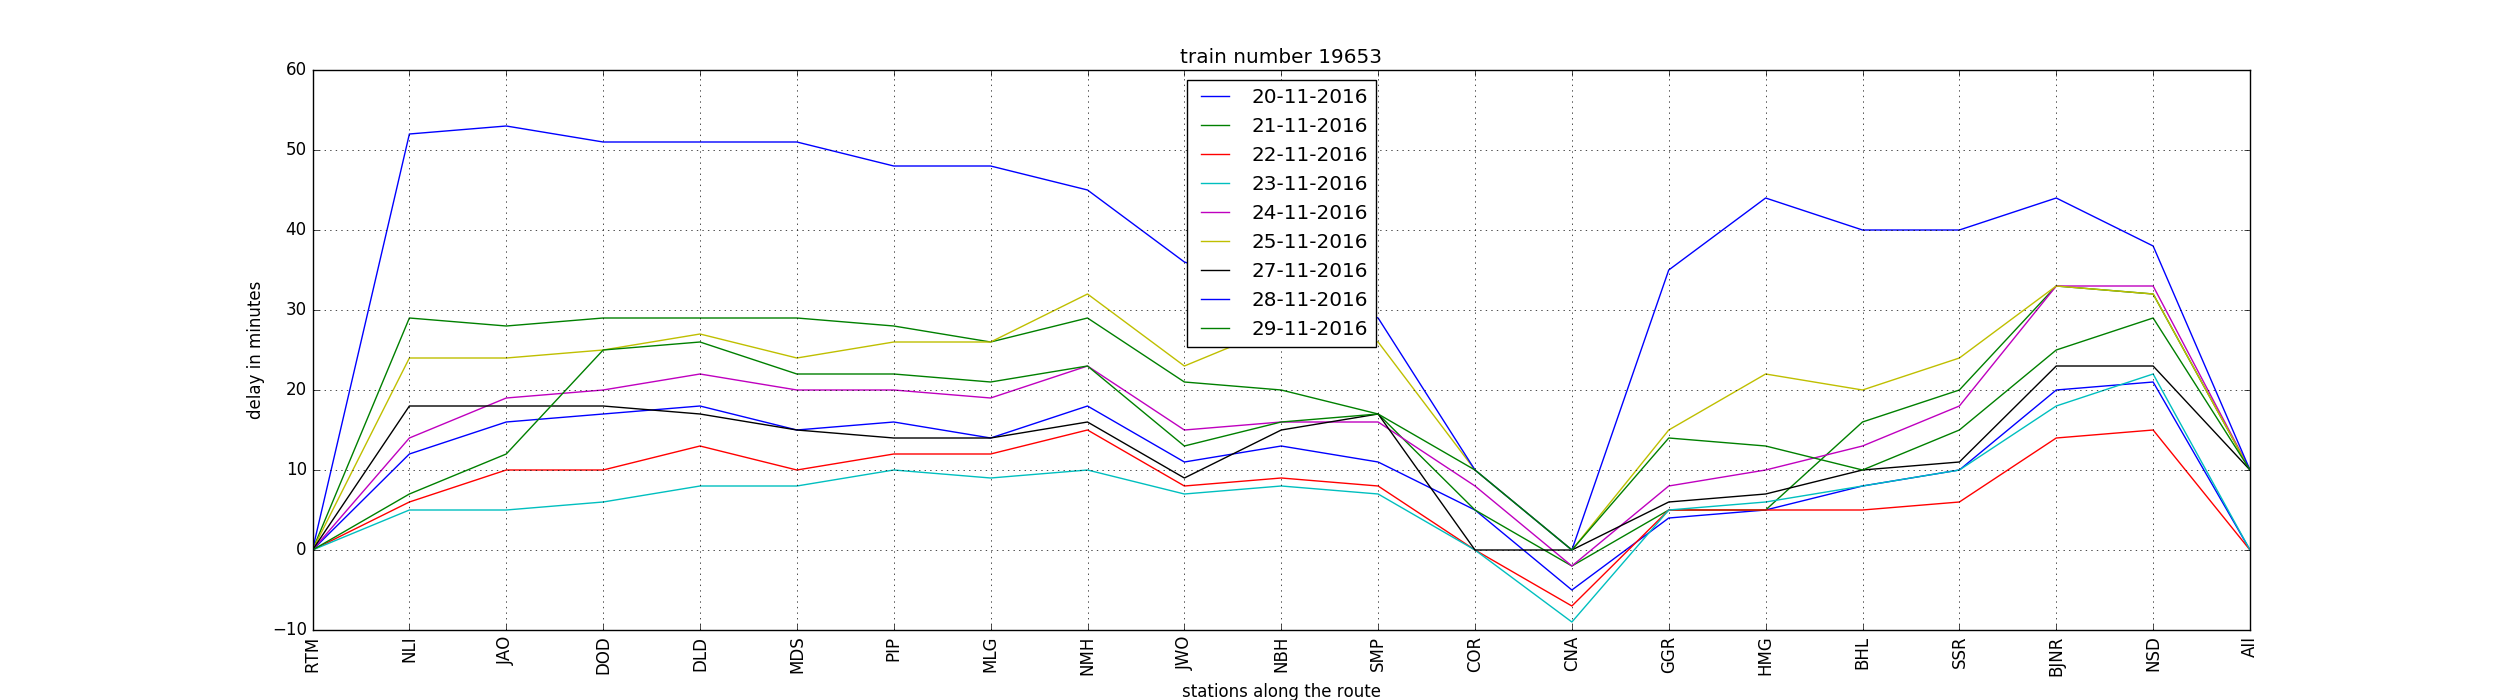 train number 19653
20-11-2016
21-11-2016
22-11-2016
23-11-2016
24-11-2016
25-11-2016
27-11-2016
28-11-2016
29-11-2016
delay in minutes
60
50
40
30
20
10
0
−10
RTM
NLI
JAO
DOD
DLD
MDS
PIP
MLG
NMH
JWO
NBH
SMP
COR
CNA
GGR
HMG
BHL
SSR
BJNR
NSD
AII
stations along the route